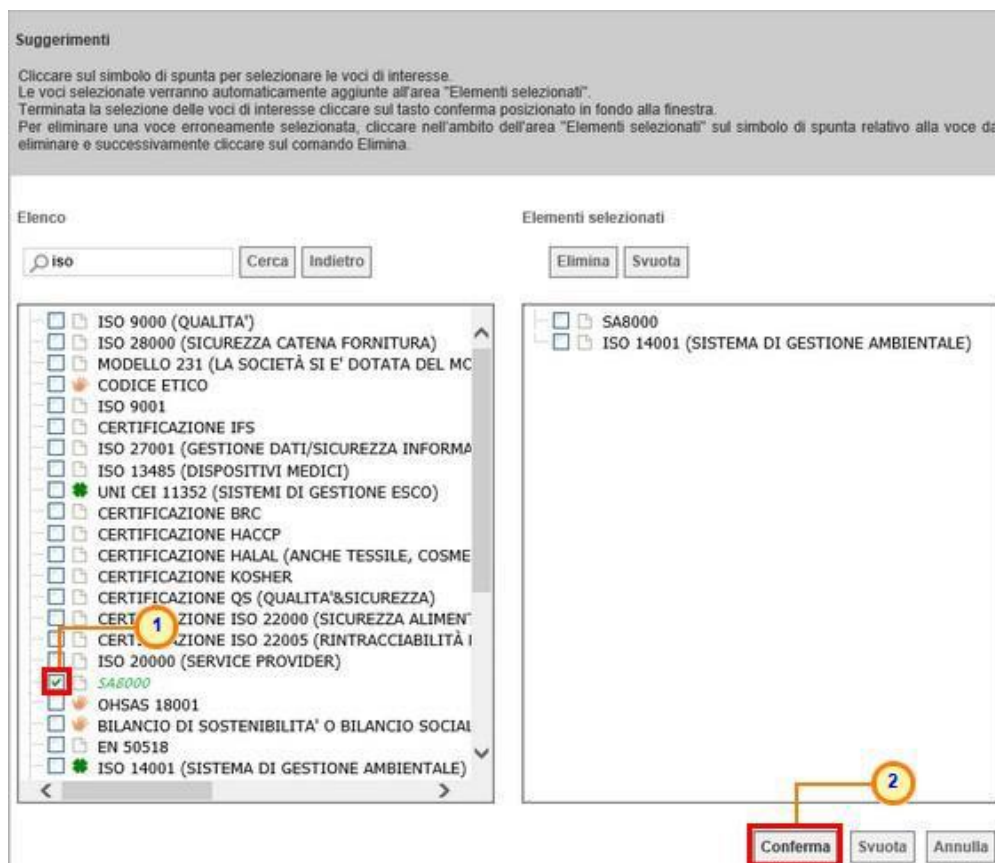 Suggerimenti
Cliccare sul simbolo di spunta per selezionare le voci di interesse.
Le voci selezionate verranno automaticamente aggiunte all'area "Elementi selezionati".
Terminata la selezione delle voci di interesse cliccare sul tasto conferma posizionato in fondo alla finestra.
Per eliminare una voce erroneamente selezionata, cliccare nell'ambito dell'area "Elementi selezionati" sul simbolo di spunta relativo alla voce da
eliminare e successivamente cliccare sul comando Elimina.
Elenco
iso Cerca Indietro
ISO 9000 (QUALITA')
ISO 28000 (SICUREZZA CATENA FORNITURA)
MODELLO 231 (LA SOCIETÀ SI E' DOTATA DEL MC
CODICE ETICO
ISO 9001
CERTIFICAZIONE IFS
ISO 27001 (GESTIONE DATI/SICUREZZA INFORMA
ISO 13485 (DISPOSITIVI MEDICI)
UNI CEI 11352 (SISTEMI DI GESTIONE ESCO)
CERTIFICAZIONE BRC
CERTIFICAZIONE HACCP
CERTIFICAZIONE HALAL (ANCHE TESSILE, COSME
CERTIFICAZIONE KOSHER
CERTIFICAZIONE QS (QUALITA'&SICUREZZA)
CERT ZIONE ISO 22000 (SICUREZZA ALIMENT
1
CERT ZIONE ISO 22005 (RINTRACCIABILITÀ
ISO 20000 (SERVICE PROVIDER)
SA8000
OHSAS 18001
BILANCIO DI SOSTENIBILITA' O BILANCIO SOCIAL
EN 50518
ISO 14001 (SISTEMA DI GESTIONE AMBIENTALE)
Elementi selezionati
Elimina Svuota
SA8000
ISO 14001 (SISTEMA DI GESTIONE AMBIENTALE)
2
Conferma Svuota Annulla